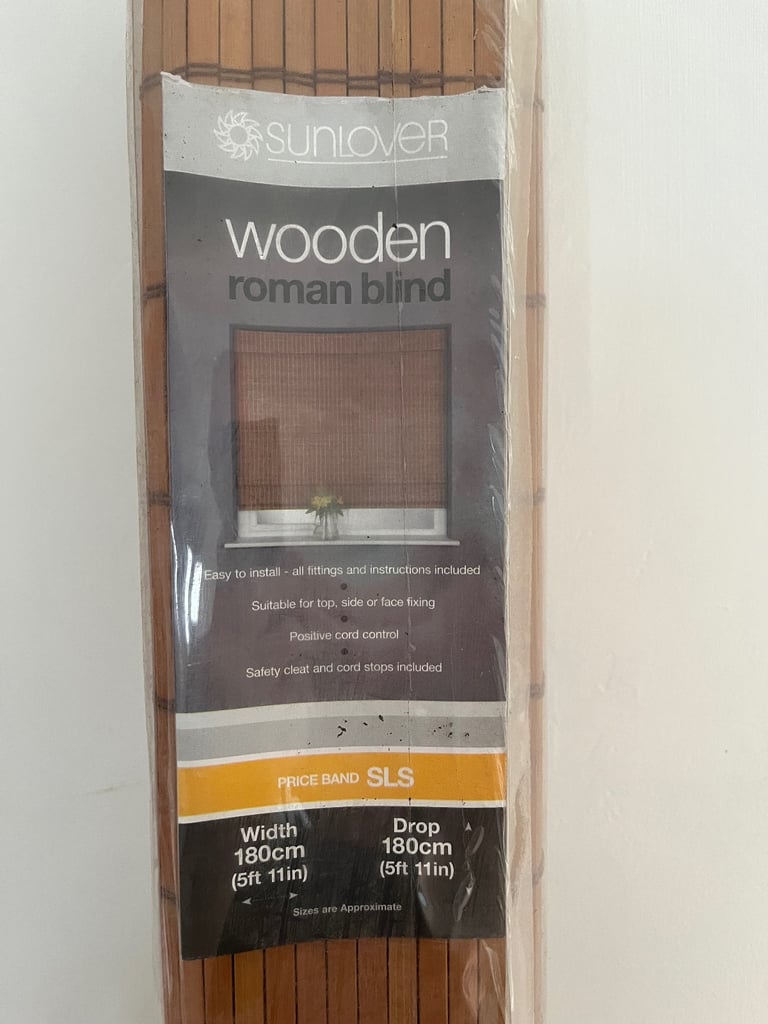 SUNLOVER
wooden
roman blind
Easy to install - all fittings and instructions included
Suitable for top, side or face fixing
Positive cord control
Safety cleat and cord stops included
PRICE BAND SLS
Width
180cm
(5ft 11in)
Drop
180cm
(5ft 11in)
Sizes are Approximate